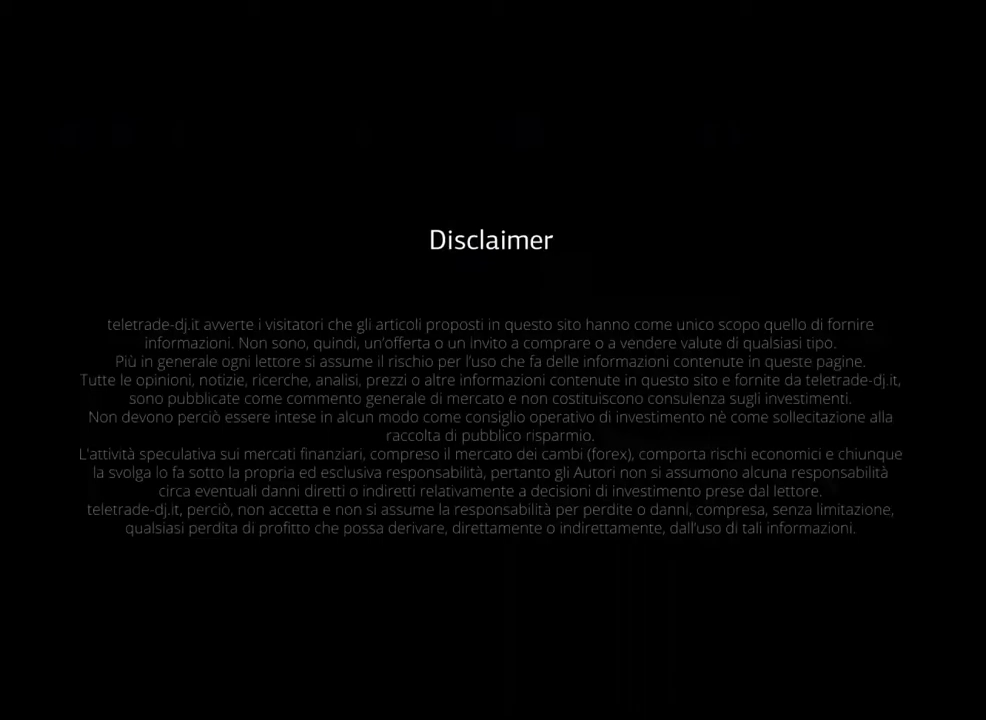 Disclaimer
teletrade-dj.it avverte i visitatori che gli articoli proposti in questo sito hanno come unico scopo quello di fornire
informazioni. Non sono, quindi, un'offerta o un invito a comprare o a vendere valute di qualsiasi tipo.
Più in generale ogni lettore si assume il rischio per l'uso che fa delle informazioni contenute in queste pagine.
Tutte le opinioni, notizie, ricerche, analisi, prezzi o altre informazioni contenute in questo sito e fornite da teletrade-dj.it,
sono pubblicate come commento generale di mercato e non costituiscono consulenza sugli investimenti.
Non devono perciò essere intese in alcun modo come consiglio operativo di investimento nè come sollecitazione alla
raccolta di pubblico risparmio.
L'attività speculativa sui mercati finanziari, compreso il mercato dei cambi (forex), comporta rischi economici e chiunque
la svolga lo fa sotto la propria ed esclusiva responsabilità, pertanto gli Autori non si assumono alcuna responsabilità
circa eventuali danni diretti o indiretti relativamente a decisioni di investimento prese dal lettore.
teletrade-dj.it, perciò, non accetta e non si assume la responsabilità per perdite o danni, compresa, senza limitazione,
qualsiasi perdita di profitto che possa derivare, direttamente o indirettamente, dall'uso di tali informazioni.